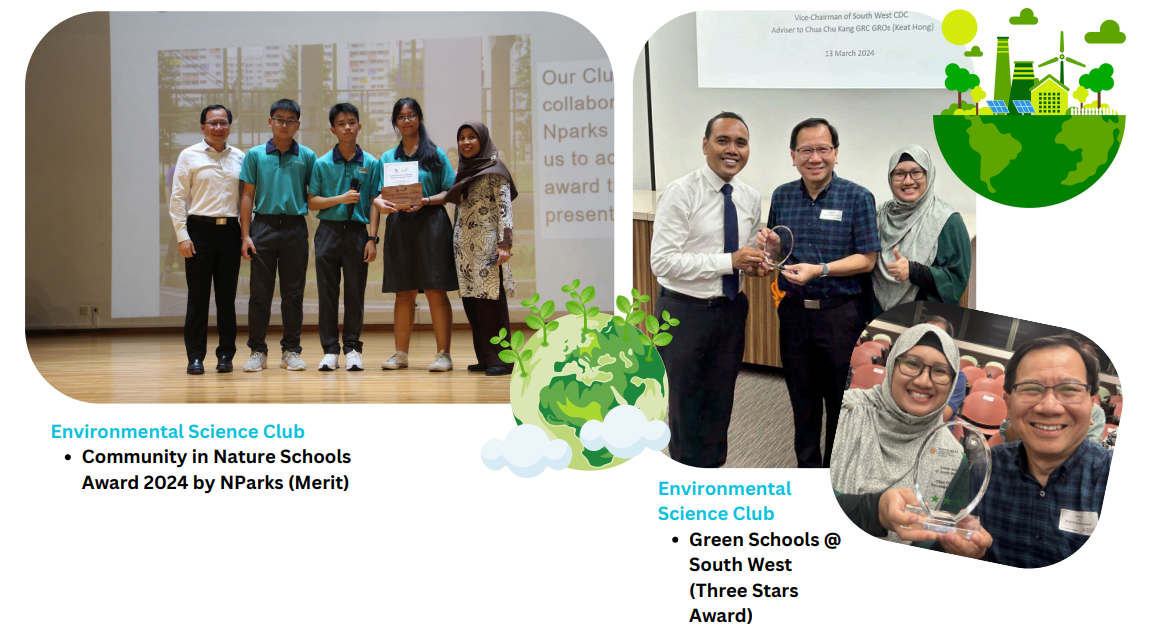 Our Clu
collabor
Nparks
us to ac
award t
present
Environmental Science Club
• Community in Nature Schools
Award 2024 by NParks (Merit)
Vice-Chairman of South West CDC
Adviser to Chua Chu Kang GRC GROs (Keat Hong)
13 March 2024
Environmental
Science Club
• Green Schools @
South West
(Three Stars
Award)